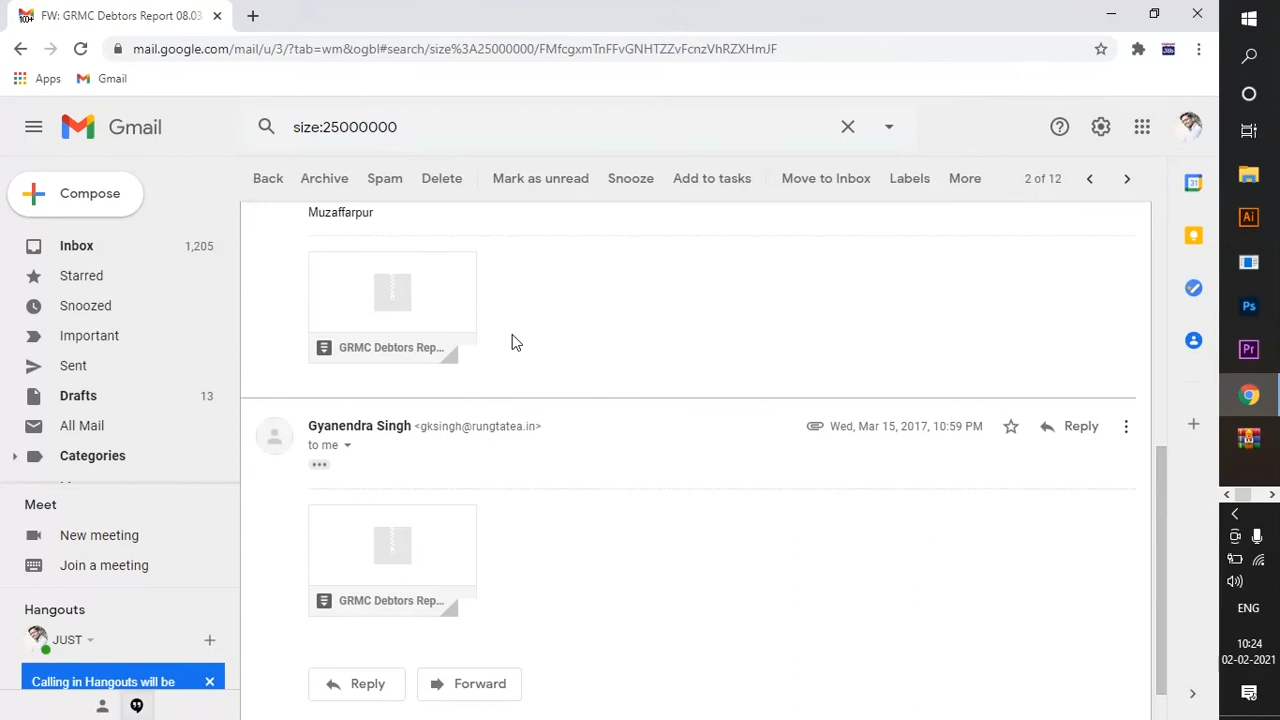 FW: GRMC Debtors Report 08.03
mail.google.com/mail/u/3/?tab=wm&ogbl#search/size%3A25000000/FMfcgxmTnFFvGNHTZZvFcnzVhRZXHmJF
Apps
Gmail
Gmail
size:25000000
Compose
Back
Archive
Spam
Delete
Mark as unread
Snooze
Add to tasks
Move to Inbox
Labels
More
2 of 12
Inbox 1,205
Starred
Snoozed
Important
Sent
Drafts 13
All Mail
Categories
Meet
New meeting
Join a meeting
Hangouts
JUST
Calling in Hangouts will be
Muzaffarpur
GRMC Debtors Rep...
Gyanendra Singh <gksingh@rungtatea.in>
Wed, Mar 15, 2017, 10:59 PM
Reply
to me
GRMC Debtors Rep...
Reply
Forward
31
Ai
Ps
Pr
ENG
10:24
02-02-2021